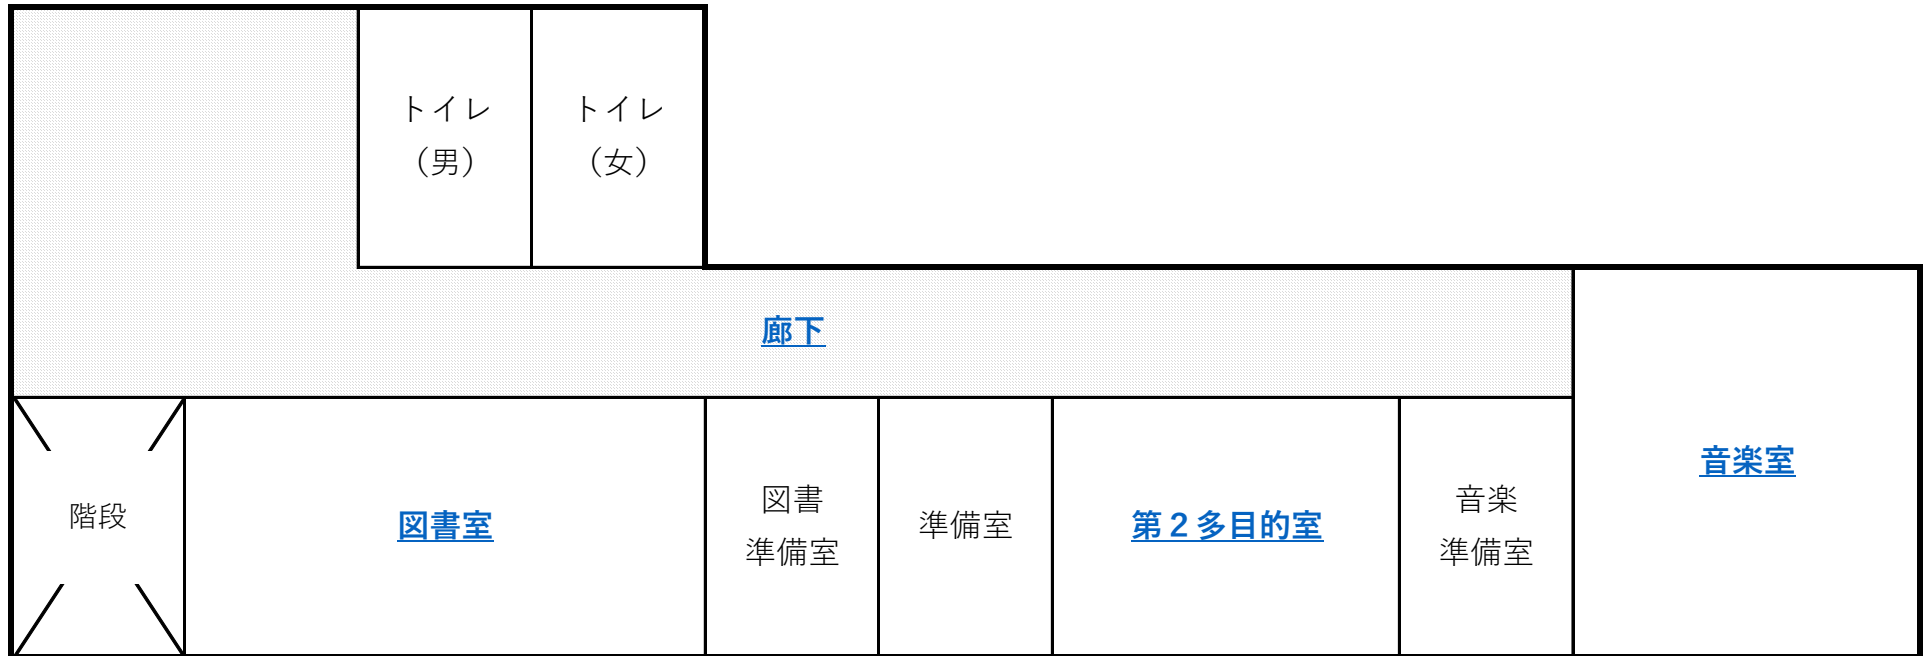 トイレ
（男）
トイレ
（女）
廊下
階段
図書室
図書
準備室
準備室
第２多目的室
音楽
準備室
音楽室